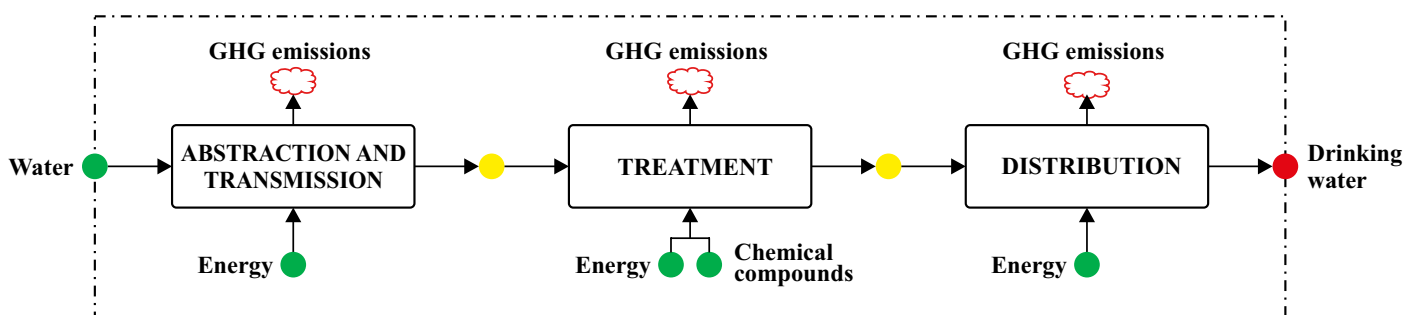 GHG emissions
GHG emissions
GHG emissions
Water
ABSTRACTION AND
TRANSMISSION
TREATMENT
DISTRIBUTION
Drinking
water
Energy
Energy
Chemical
compounds
Energy